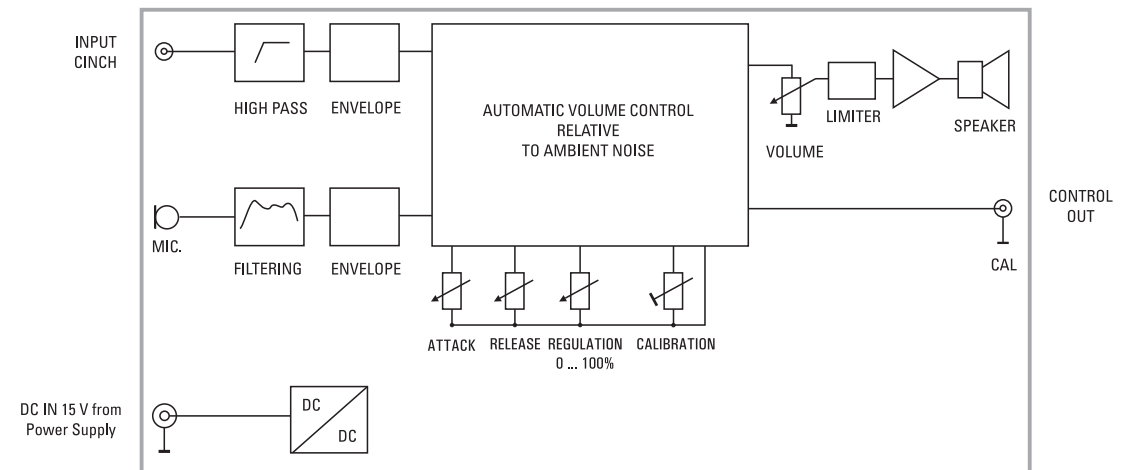 INPUT
CINCH
HIGH PASS
ENVELOPE
AUTOMATIC VOLUME CONTROL
RELATIVE
TO AMBIENT NOISE
VOLUME
LIMITER
SPEAKER
MIC.
FILTERING
ENVELOPE
CONTROL
OUT
CAL
ATTACK
RELEASE
REGULATION
0 ... 100%
CALIBRATION
DC IN 15 V from
Power Supply
DC
DC